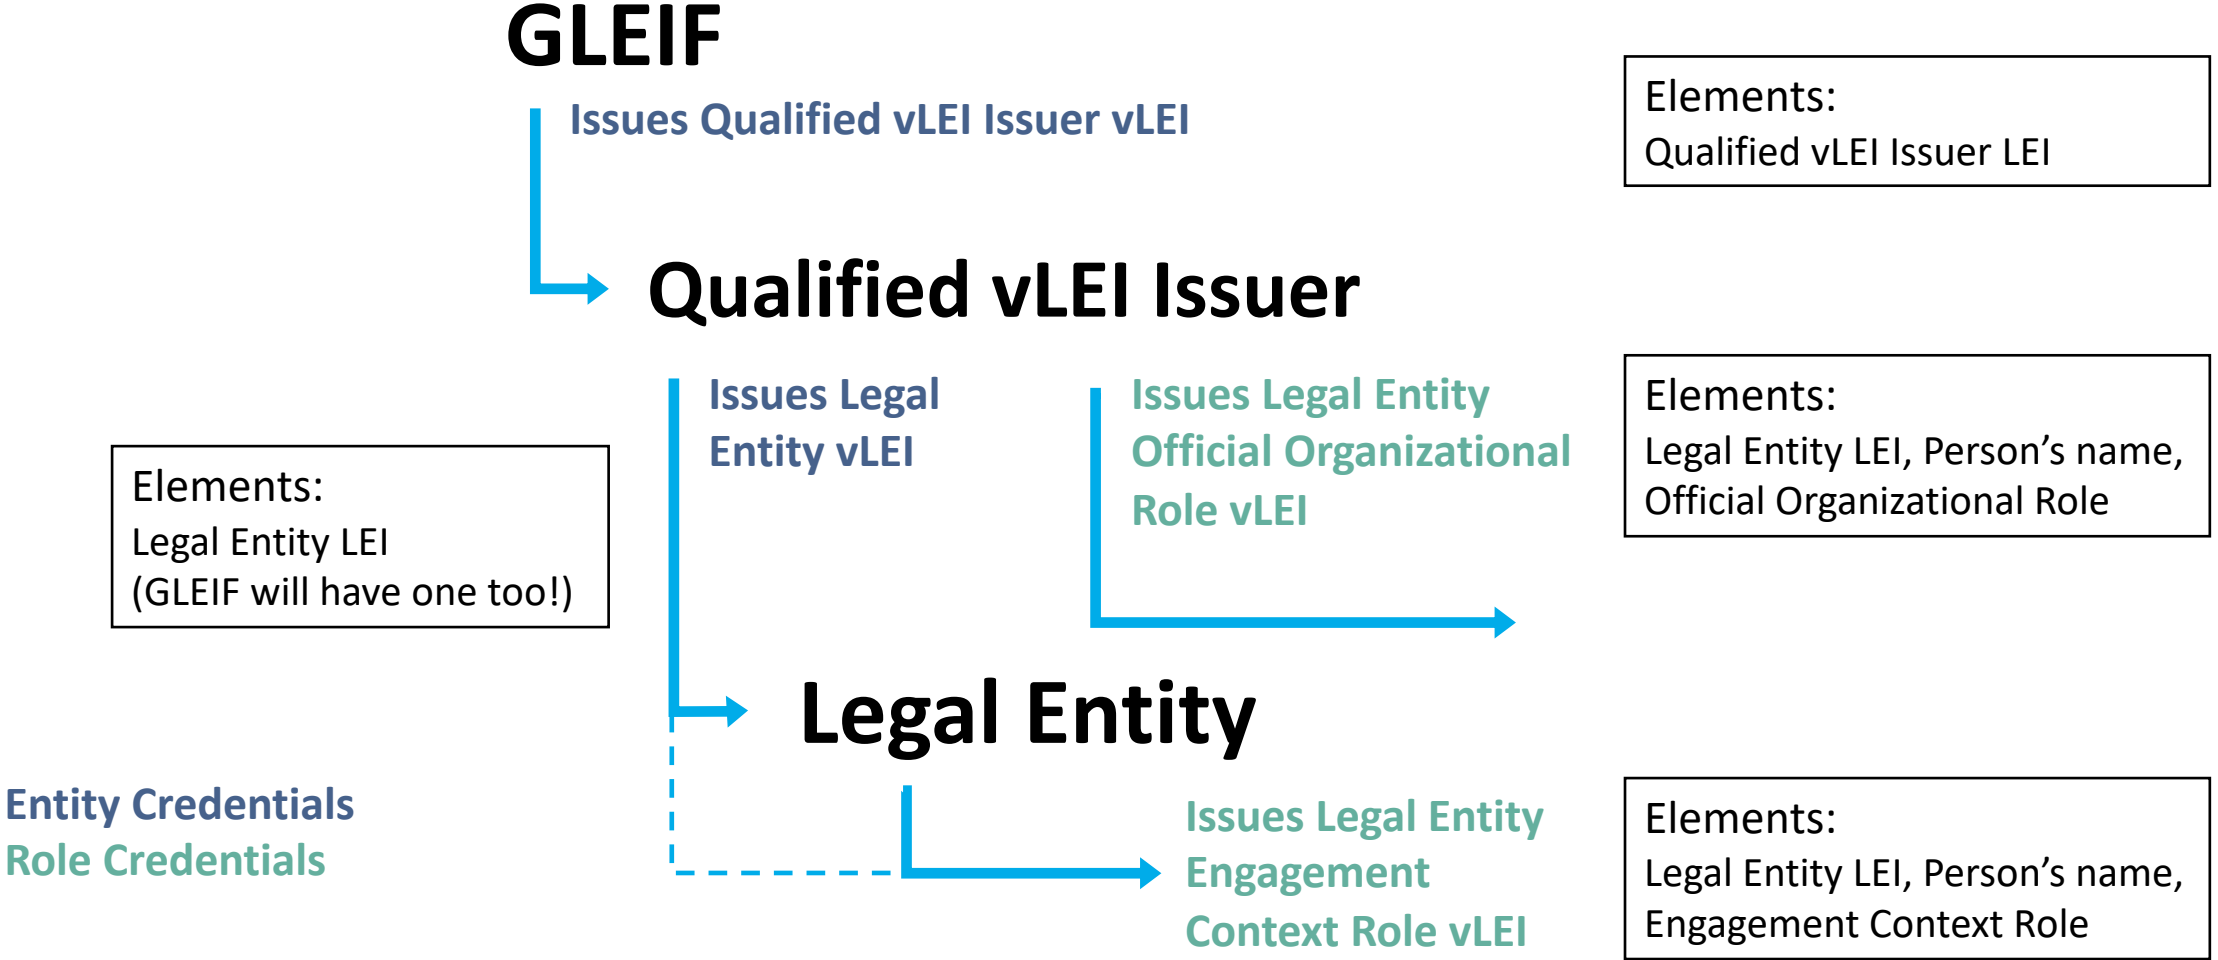 GLEIF
Issues Qualified vLEI Issuer vLEI
Elements:
Qualified vLEI Issuer LEI
Qualified vLEI Issuer
Issues Legal
Entity vLEI
Issues Legal Entity
Official Organizational
Role vLEI
Elements:
Legal Entity LEI, Person’s name,
Official Organizational Role
Elements:
Legal Entity LEI
(GLEIF will have one too!)
Legal Entity
Entity Credentials
Role Credentials
Issues Legal Entity
Engagement
Context Role vLEI
Elements:
Legal Entity LEI, Person’s name,
Engagement Context Role